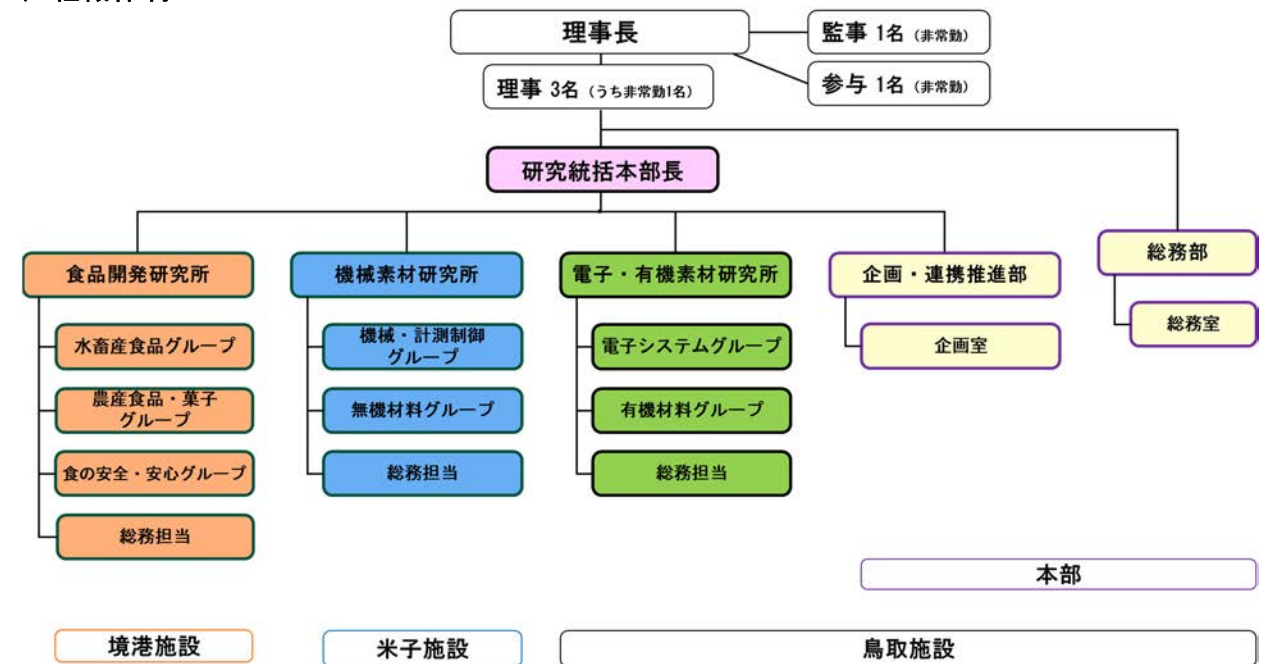 理事長
監事 1名（非常勤）
理事 3名（うち非常勤1名）
参与 1名（非常勤）
研究統括本部長
食品開発研究所
機械素材研究所
電子・有機素材研究所
企画・連携推進部
総務部
水畜産食品グループ
機械・計測制御
グループ
電子システムグループ
企画室
総務室
農産食品・菓子
グループ
無機材料グループ
有機材料グループ
食の安全・安心グループ
総務担当
総務担当
総務担当
本部
境港施設
米子施設
鳥取施設